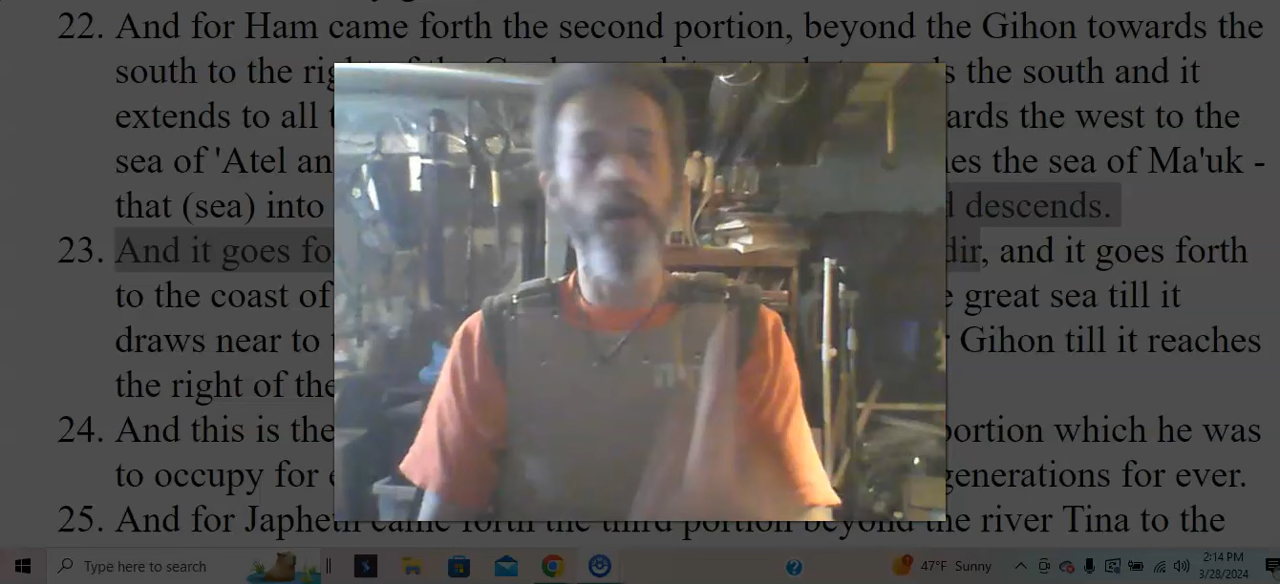 22. And for Ham came forth the second portion, beyond the Gihon towards the
south to the right of the s the south and it
extends to all ards the west to the
sea of 'Atel an es the sea of Ma'uk -
that (sea) into descends.
23. And it goes fo dir, and it goes forth
to the coast of great sea till it
draws near to Gihon till it reaches
the right of the
24. And this is the portion which he was
to occupy for generations for ever.
25. And for Japheth came forth the third portion beyond the river Tina to the
Type here to search
47°F Sunny
2:14 PM
3/28/2024